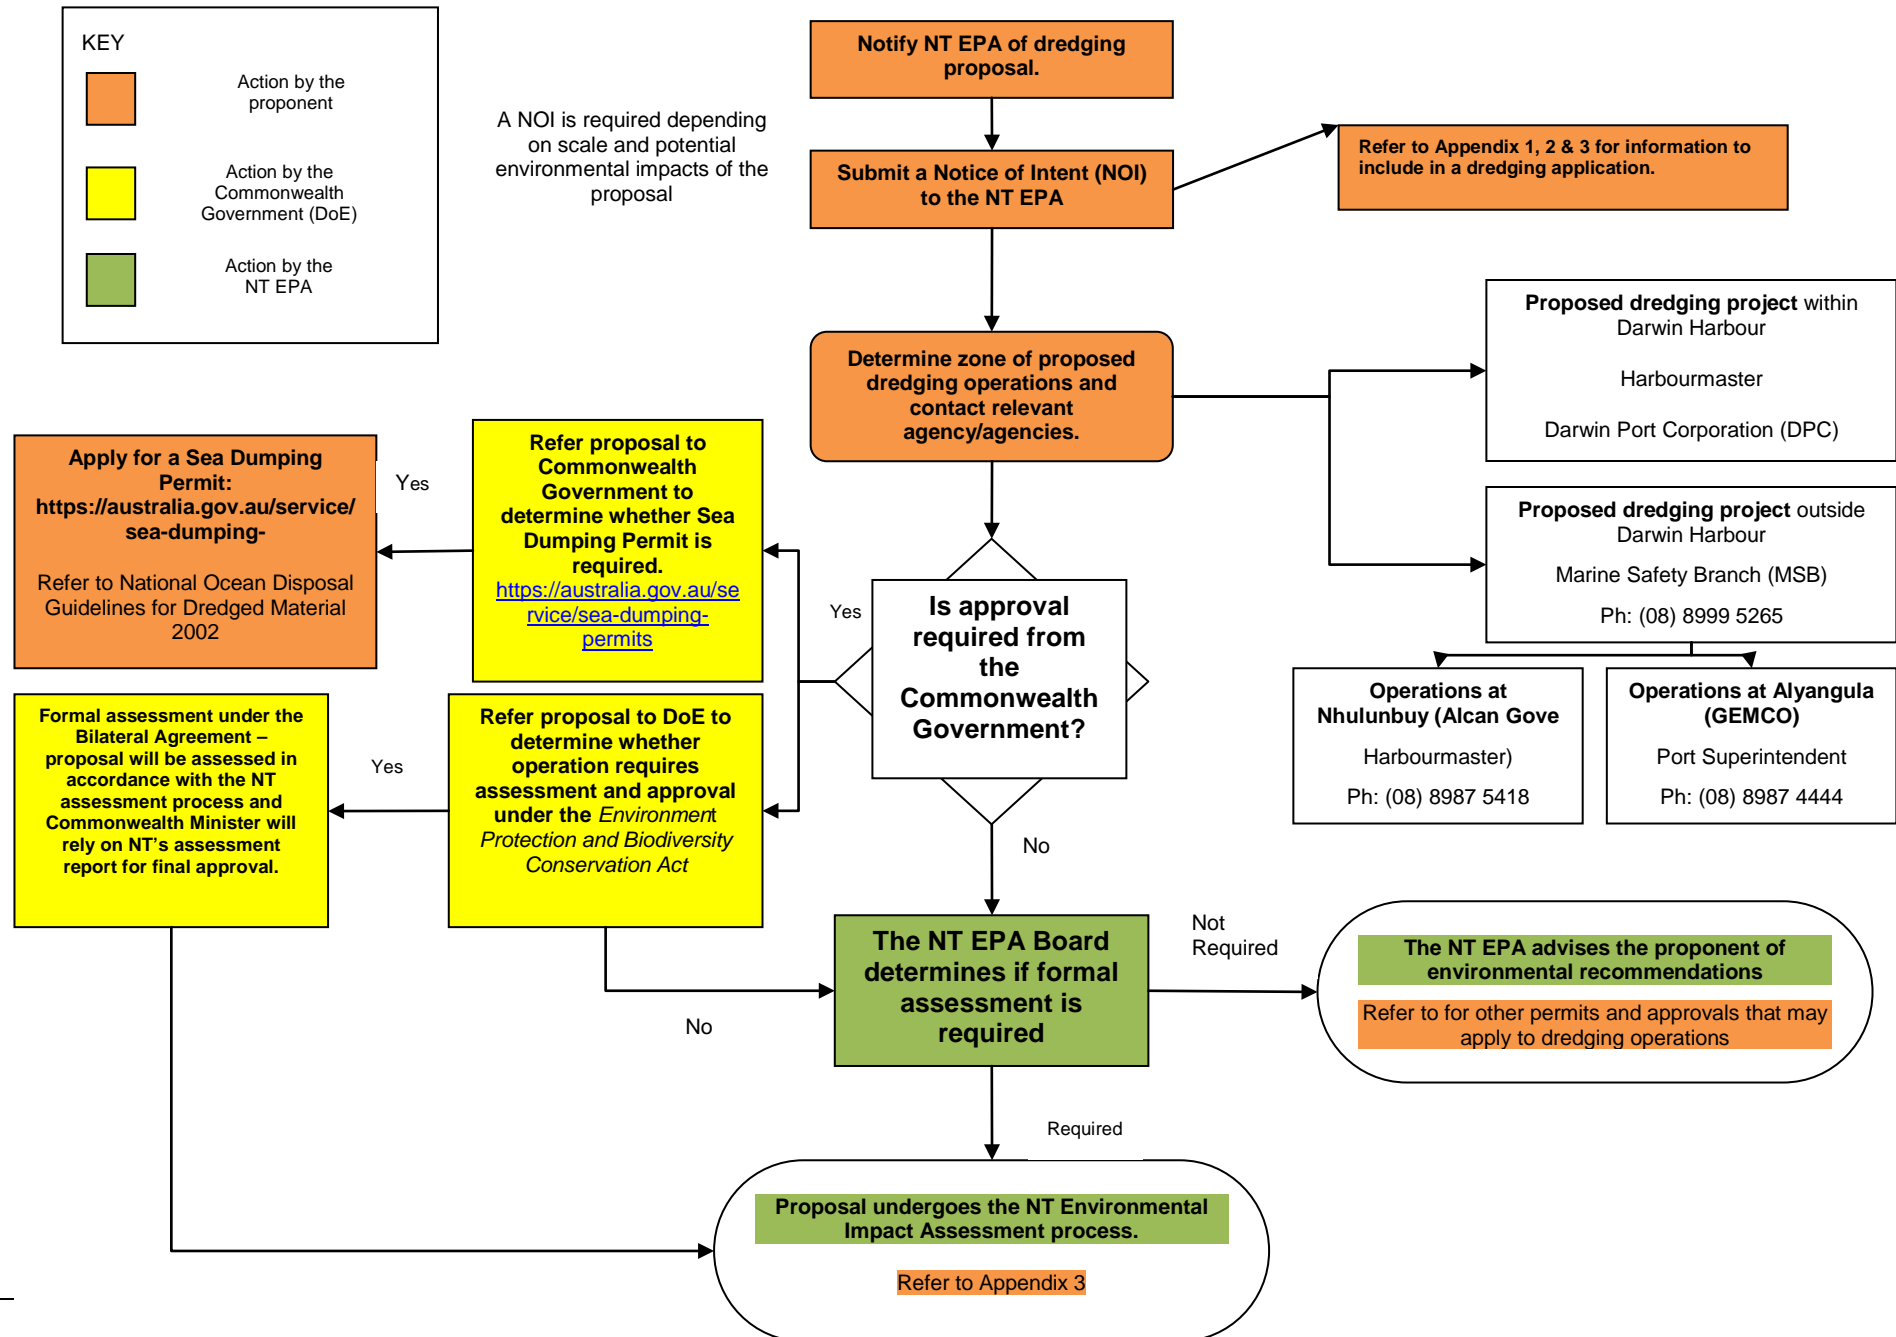 KEY
Action by the
proponent
Action by the
Commonwealth
Government (DoE)
Action by the
NT EPA
A NOI is required depending
on scale and potential
environmental impacts of the
proposal
Notify NT EPA of dredging
proposal.
Submit a Notice of Intent (NOI)
to the NT EPA
Refer to Appendix 1, 2 & 3 for information to
include in a dredging application.
Determine zone of proposed
dredging operations and
contact relevant
agency/agencies.
Proposed dredging project within
Darwin Harbour
Harbourmaster
Darwin Port Corporation (DPC)
Proposed dredging project outside
Darwin Harbour
Marine Safety Branch (MSB)
Ph: (08) 8999 5265
Operations at
Nhulunbuy (Alcan Gove
Harbourmaster)
Ph: (08) 8987 5418
Operations at Alyangula
(GEMCO)
Port Superintendent
Ph: (08) 8987 4444
Is approval
required from
the
Commonwealth
Government?
Yes
Refer proposal to
Commonwealth
Government to
determine whether Sea
Dumping Permit is
required.
https://australia.gov.au/se
rvice/sea-dumping-
permits
Yes
Apply for a Sea Dumping
Permit:
https://australia.gov.au/service/
sea-dumping-
Refer to National Ocean Disposal
Guidelines for Dredged Material
2002
Refer proposal to DoE to
determine whether
operation requires
assessment and approval
under the Environment
Protection and Biodiversity
Conservation Act
Yes
Formal assessment under the
Bilateral Agreement –
proposal will be assessed in
accordance with the NT
assessment process and
Commonwealth Minister will
rely on NT's assessment
report for final approval.
No
No
The NT EPA Board
determines if formal
assessment is
required
Not
Required
The NT EPA advises the proponent of
environmental recommendations
Refer to for other permits and approvals that may
apply to dredging operations
Required
Proposal undergoes the NT Environmental
Impact Assessment process.
Refer to Appendix 3